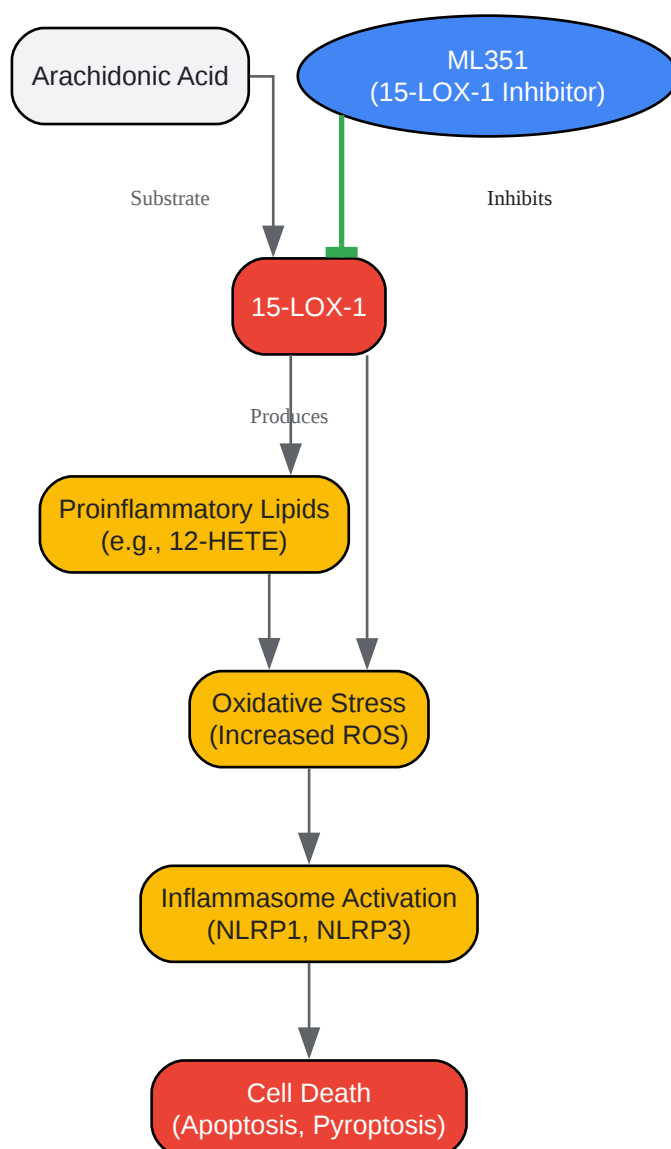 Arachidonic Acid
ML351
(15-LOX-1 Inhibitor)
Substrate
Inhibits
15-LOX-1
Produces
Proinflammatory Lipids
(e.g., 12-HETE)
Oxidative Stress
(Increased ROS)
Inflammasome Activation
(NLRP1, NLRP3)
Cell Death
(Apoptosis, Pyroptosis)